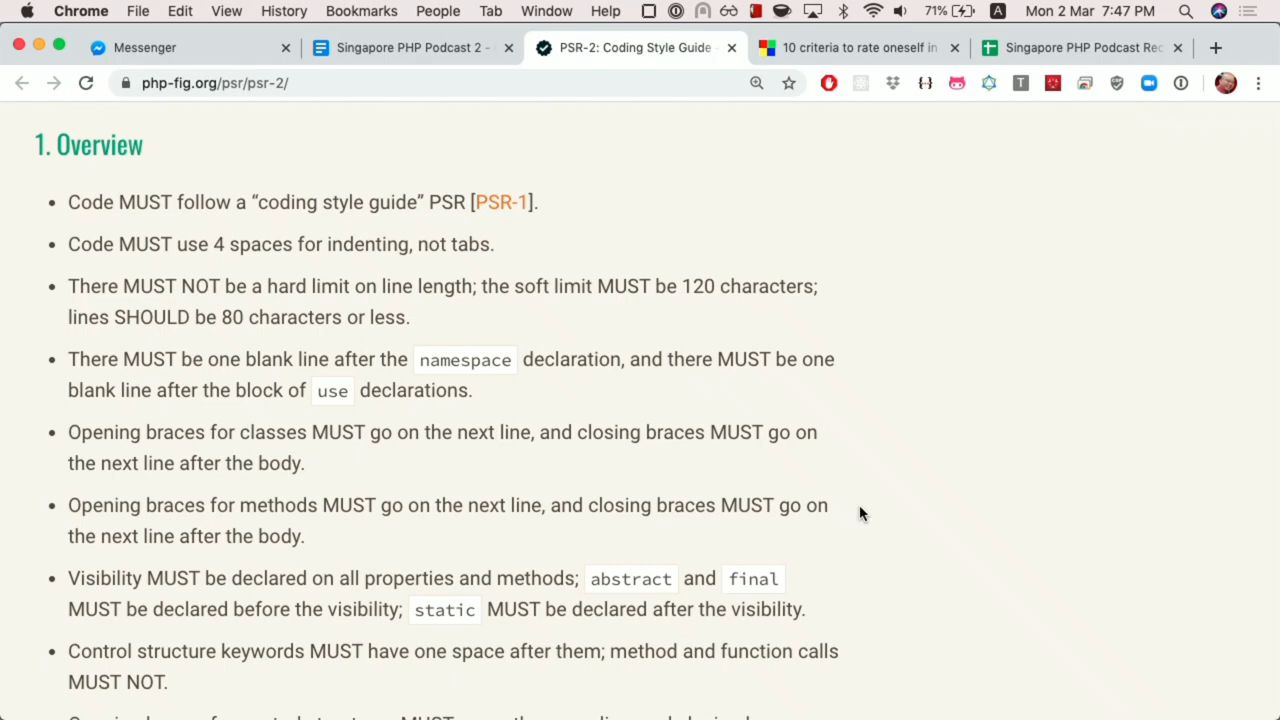 Chrome File Edit View History Bookmarks People Tab Window Help 71% A Mon 2 Mar 7:47 PM
Messenger Singapore PHP Podcast 2 - PSR-2: Coding Style Guide 10 criteria to rate oneself in Singapore PHP Podcast Rec
php-fig.org/psr/psr-2/
1. Overview
• Code MUST follow a “coding style guide” PSR [PSR-1].
• Code MUST use 4 spaces for indenting, not tabs.
• There MUST NOT be a hard limit on line length; the soft limit MUST be 120 characters;
lines SHOULD be 80 characters or less.
• There MUST be one blank line after the namespace declaration, and there MUST be one
blank line after the block of use declarations.
• Opening braces for classes MUST go on the next line, and closing braces MUST go on
the next line after the body.
• Opening braces for methods MUST go on the next line, and closing braces MUST go on
the next line after the body.
• Visibility MUST be declared on all properties and methods; abstract and final
MUST be declared before the visibility; static MUST be declared after the visibility.
• Control structure keywords MUST have one space after them; method and function calls
MUST NOT.